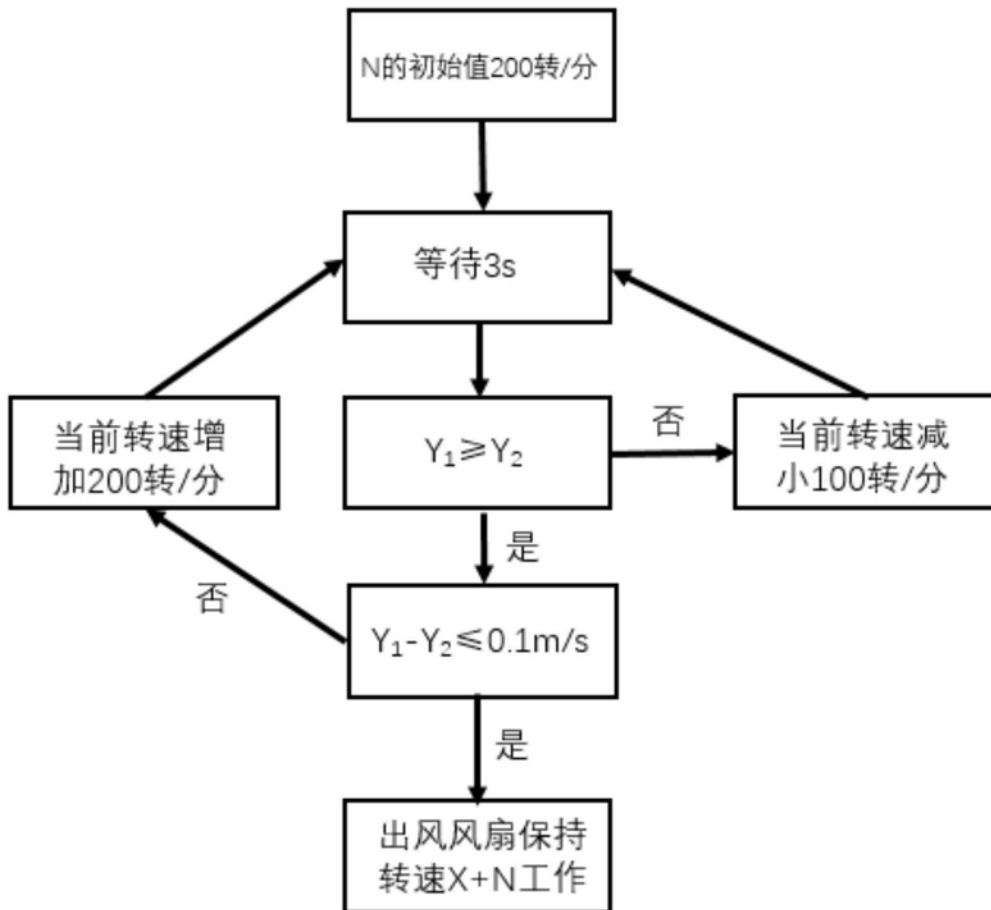 N的初始值200转/分
等待3s
当前转速增
加200转/分
Y₁≥Y₂
否
当前转速减
小100转/分
是
否
Y₁-Y₂≤0.1m/s
是
出风风扇保持
转速X+N工作